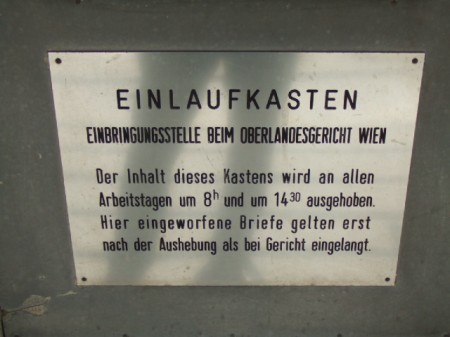 EINLAUFKASTEN
EINBRINGUNGSSTELLE BEIM OBERLANDESGERICHT WIEN
Der Inhalt dieses Kastens wird an allen
Arbeitstagen um 8h und um 1430 ausgehoben.
Hier eingeworfene Briefe gelten erst
nach der Aushebung als bei Gericht eingelangt.